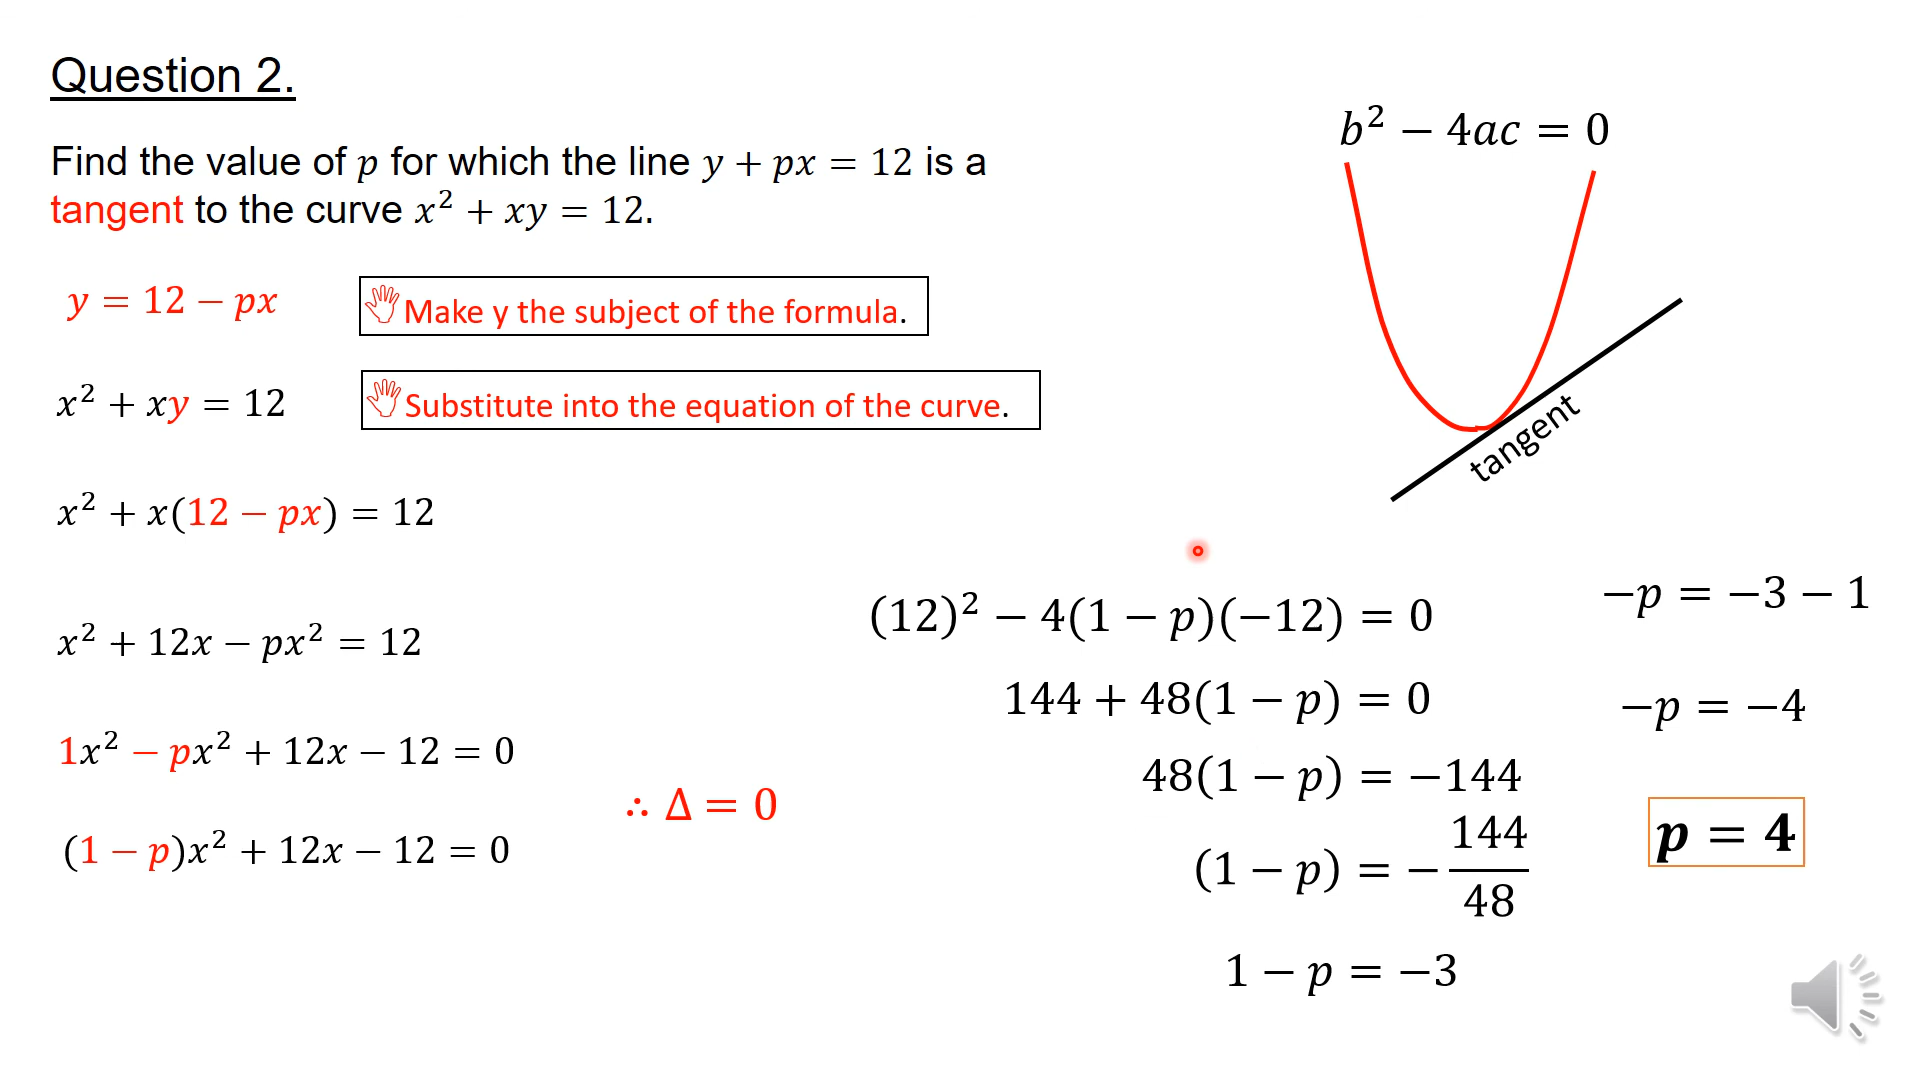 Question 2.
Find the value of p for which the line y + px = 12 is a
tangent to the curve x² + xy = 12.
y = 12 − px
Make y the subject of the formula.
x² + xy = 12
Substitute into the equation of the curve.
x² + x(12 − px) = 12
x² + 12x − px² = 12
1x² − px² + 12x − 12 = 0
(1 − p)x² + 12x − 12 = 0
∴ Δ = 0
b² − 4ac = 0
tangent
(12)² − 4(1 − p)(−12) = 0
144 + 48(1 − p) = 0
48(1 − p) = −144
(1 − p) = −144/48
1 − p = −3
−p = −3 − 1
−p = −4
p = 4